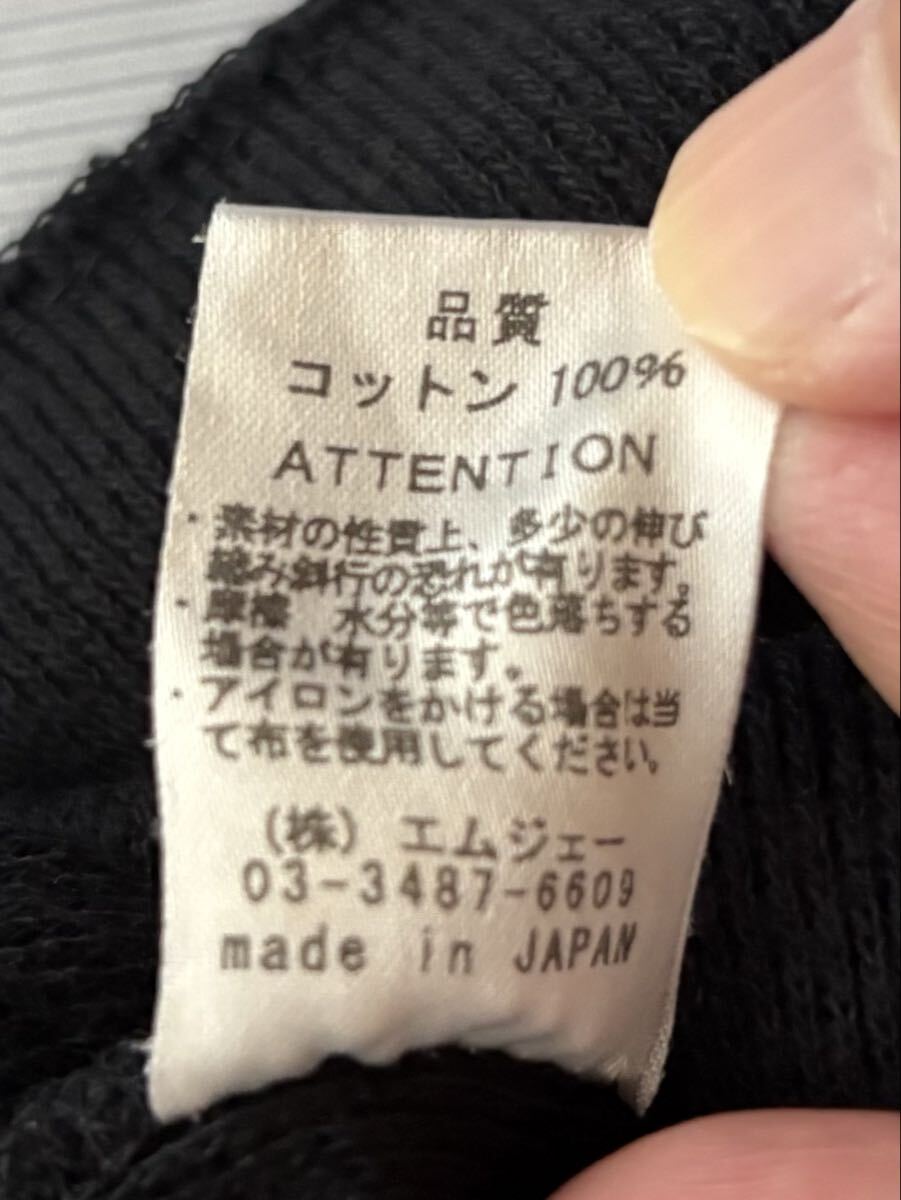 品質
コットン 100%
ATTENTION
・素材の性質上、多少の伸び
縮み斜行の恐れが有ります。
・摩擦 水分等で色落ちする
場合が有ります。
・アイロンをかける場合は当
て布を使用してください。
(株) エムジェー
03-3487-6609
made in JAPAN